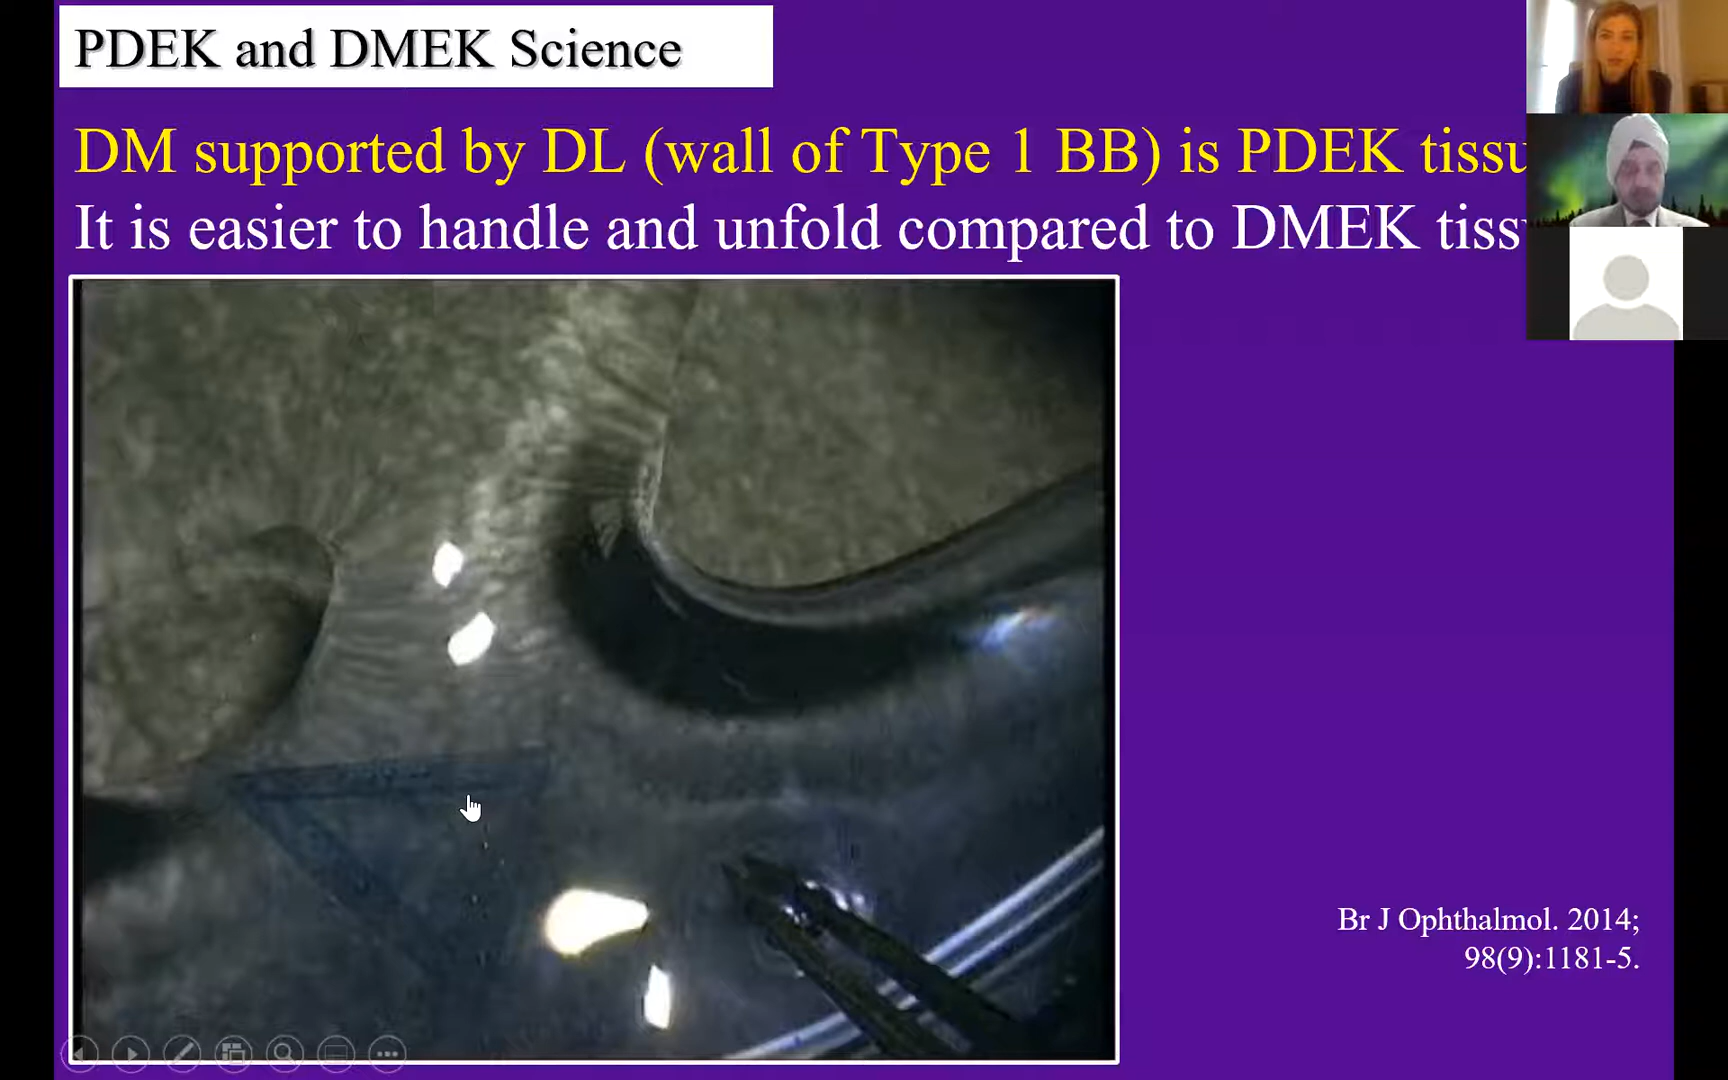 PDEK and DMEK Science
DM supported by DL (wall of Type 1 BB) is PDEK tissu
It is easier to handle and unfold compared to DMEK tiss
Br J Ophthalmol. 2014;
98(9):1181-5.